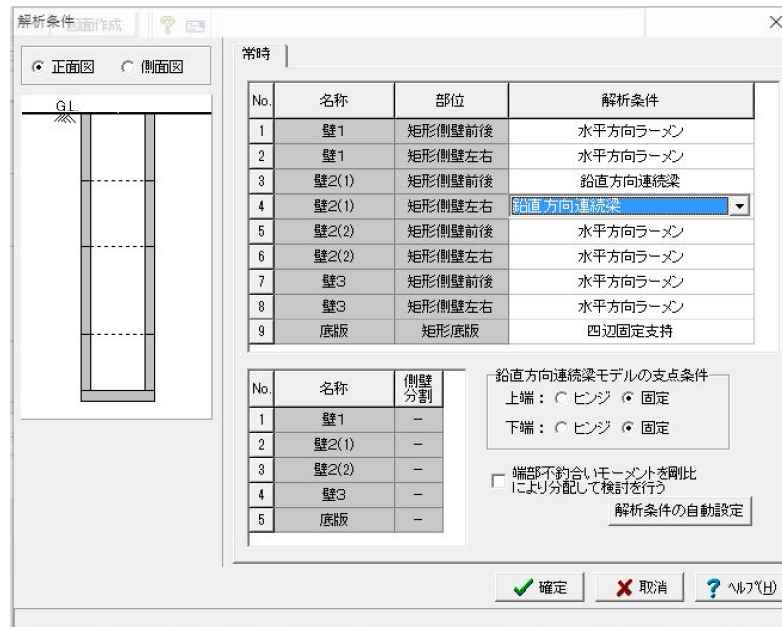 解析条件
図面作成
正面図 側面図
G.L.
常時
No. 名称 部位 解析条件
1 壁1 矩形側壁前後 水平方向ラーメン
2 壁1 矩形側壁左右 水平方向ラーメン
3 壁2(1) 矩形側壁前後 鉛直方向連続梁
4 壁2(1) 矩形側壁左右 鉛直方向連続梁
5 壁2(2) 矩形側壁前後 水平方向ラーメン
6 壁2(2) 矩形側壁左右 水平方向ラーメン
7 壁3 矩形側壁前後 水平方向ラーメン
8 壁3 矩形側壁左右 水平方向ラーメン
9 底版 矩形底版 四辺固定支持
No. 名称 側壁
分割
1 壁1 −
2 壁2(1) −
3 壁2(2) −
4 壁3 −
5 底版 −
鉛直方向連続梁モデルの支点条件
上端： ヒンジ 固定
下端： ヒンジ 固定
端部不釣合いモーメントを剛比
により分配して検討を行う
解析条件の自動設定
確定 取消 ? ヘルプ(H)